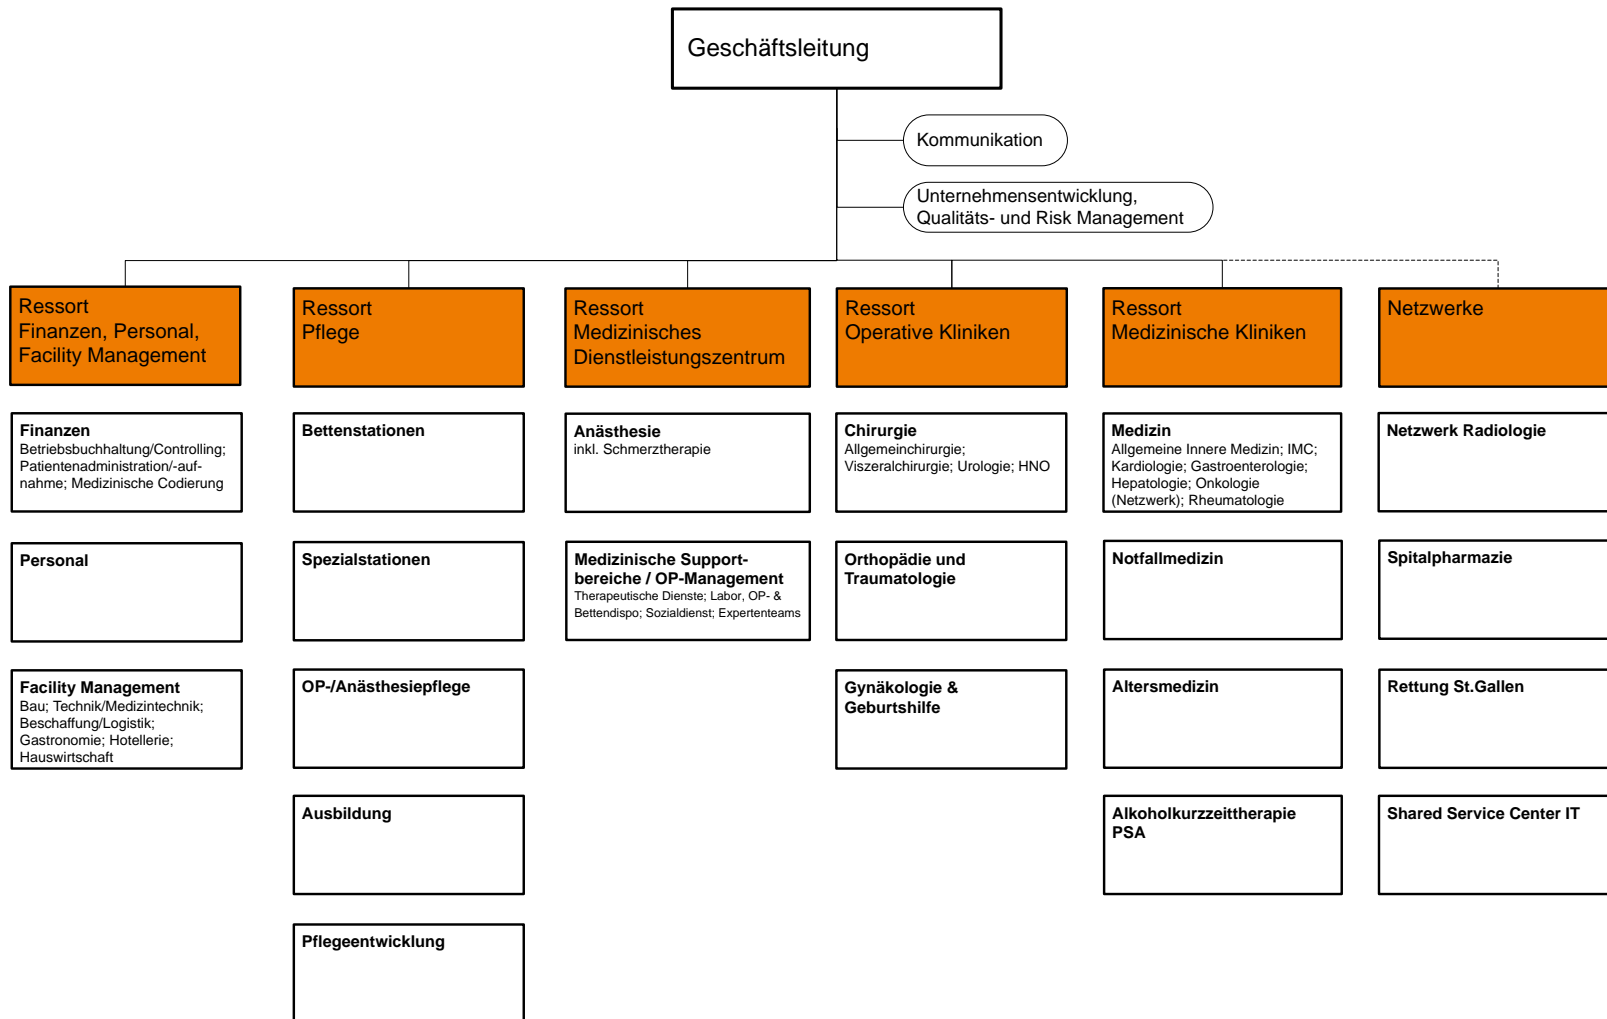 Geschäftsleitung
Kommunikation
Unternehmensentwicklung,
Qualitäts- und Risk Management
Ressort
Finanzen, Personal,
Facility Management
Ressort
Pflege
Ressort
Medizinisches
Dienstleistungszentrum
Ressort
Operative Kliniken
Ressort
Medizinische Kliniken
Netzwerke
Finanzen
Betriebsbuchhaltung/Controlling;
Patientenadministration/-auf-
nahme; Medizinische Codierung
Bettenstationen
Anästhesie
inkl. Schmerztherapie
Chirurgie
Allgemeinchirurgie;
Viszeralchirurgie; Urologie; HNO
Medizin
Allgemeine Innere Medizin; IMC;
Kardiologie; Gastroenterologie;
Hepatologie; Onkologie
(Netzwerk); Rheumatologie
Netzwerk Radiologie
Personal
Spezialstationen
Medizinische Support-
bereiche / OP-Management
Therapeutische Dienste; Labor, OP- &
Bettendispo; Sozialdienst; Expertenteams
Orthopädie und
Traumatologie
Notfallmedizin
Spitalpharmazie
Facility Management
Bau; Technik/Medizintechnik;
Beschaffung/Logistik;
Gastronomie; Hotellerie;
Hauswirtschaft
OP-/Anästhesiepflege
Gynäkologie &
Geburtshilfe
Altersmedizin
Rettung St.Gallen
Ausbildung
Alkoholkurzzeittherapie
PSA
Shared Service Center IT
Pflegeentwicklung